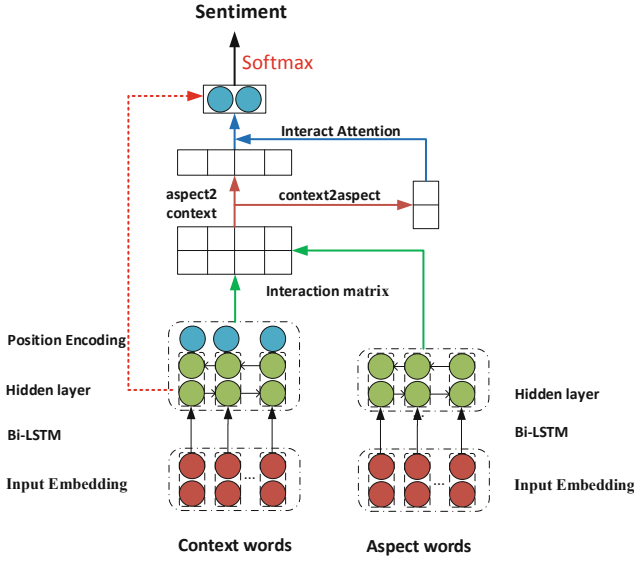 Sentiment
Softmax
Interact Attention
aspect2
context
context2aspect
Interaction matrix
Position Encoding
Hidden layer
Hidden layer
Bi-LSTM
Bi-LSTM
Input Embedding
...
...
Input Embedding
Context words
Aspect words